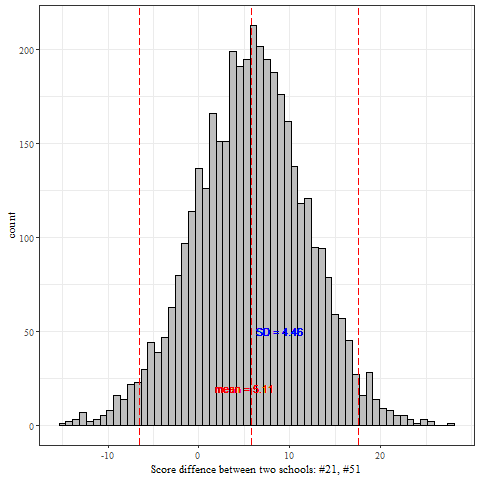 200
150
100
50
0
count
SD = 4.46
mean = 5.11
-10 0 10 20
Score diffence between two schools: #21, #51